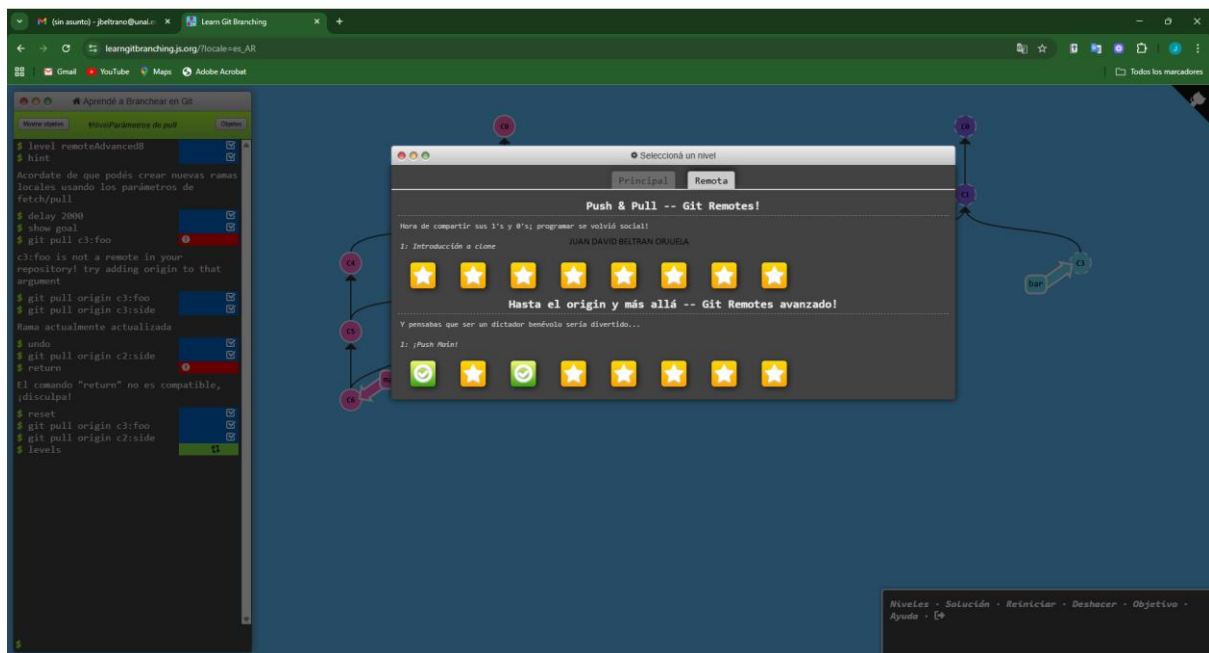 (sin asunto) - jbeltrano@unal.e
Learn Git Branching
learngitbranching.js.org/?locale=es_AR
Gmail
YouTube
Maps
Adobe Acrobat
Todos los marcadores
Aprendé a Branchear en Git
Mostrar objetivo
Parámetros de pull
Objetivo
$ level remoteAdvanced8
$ hint
Acordate de que podés crear nuevas ramas
locales usando los parámetros de
fetch/pull
$ delay 2000
$ show goal
$ git pull c3:foo
c3:foo is not a remote in your
repository! try adding origin to that
argument
$ git pull origin c3:foo
$ git pull origin c3:side
Rama actualmente actualizada
$ undo
$ git pull origin c2:side
$ return
El comando "return" no es compatible,
¡disculpa!
$ reset
$ git pull origin c3:foo
$ git pull origin c2:side
$ levels
$
C0
C4
C5
C6
Seleccioná un nivel
Principal
Remota
Push & Pull -- Git Remotes!
Hora de compartir sus 1's y 0's; programar se volvió social!
JUAN DAVID BELTRAN ORJUELA
1: Introducción a clone
Hasta el origin y más allá -- Git Remotes avanzado!
Y pensabas que ser un dictador benévolo sería divertido...
1: ¡Push Main!
C0
C1
C3
bar
Niveles · Solución · Reiniciar · Deshacer · Objetivo ·
Ayuda ·